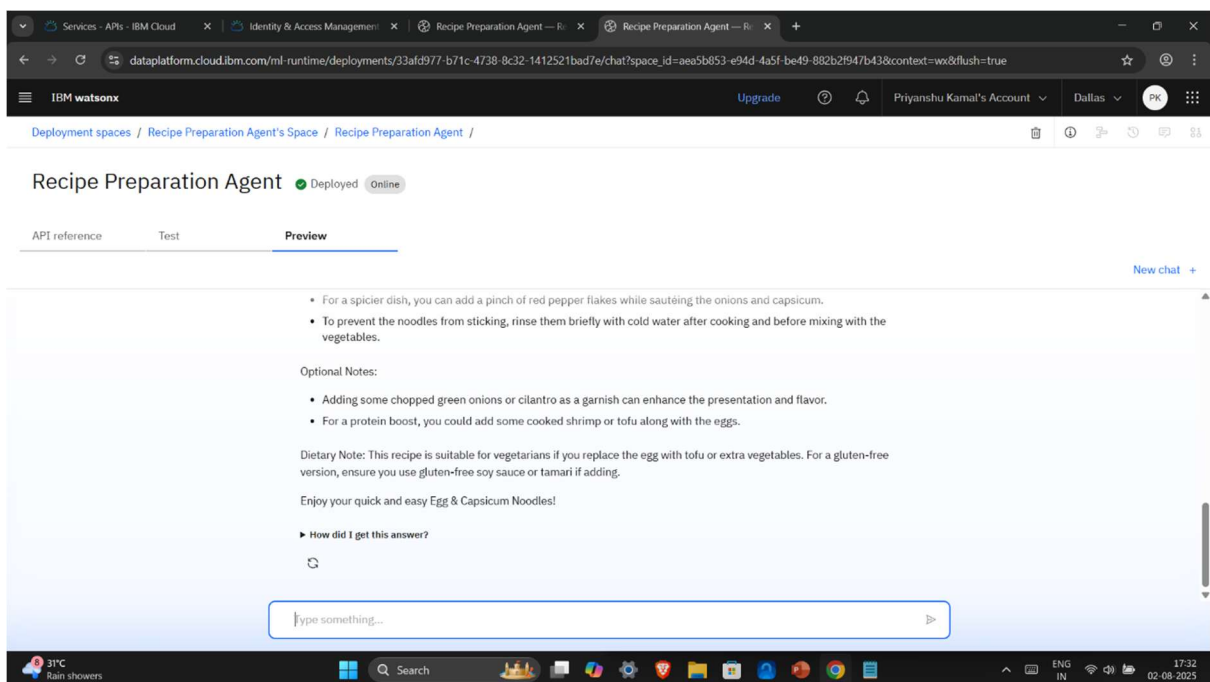 Services - APIs - IBM Cloud
Identity & Access Management
Recipe Preparation Agent — Re
Recipe Preparation Agent — Re
dataplatform.cloud.ibm.com/ml-runtime/deployments/33afd977-b71c-4738-8c32-1412521bad7e/chat?space_id=aea5b853-e94d-4a5f-be49-882b2f947b43&context=wx&flush=true
IBM watsonx
Upgrade
Priyanshu Kamal's Account
Dallas
PK
Deployment spaces / Recipe Preparation Agent's Space / Recipe Preparation Agent /
Recipe Preparation Agent
Deployed
Online
API reference
Test
Preview
New chat +
• For a spicier dish, you can add a pinch of red pepper flakes while sautéing the onions and capsicum.
• To prevent the noodles from sticking, rinse them briefly with cold water after cooking and before mixing with the
vegetables.
Optional Notes:
• Adding some chopped green onions or cilantro as a garnish can enhance the presentation and flavor.
• For a protein boost, you could add some cooked shrimp or tofu along with the eggs.
Dietary Note: This recipe is suitable for vegetarians if you replace the egg with tofu or extra vegetables. For a gluten-free
version, ensure you use gluten-free soy sauce or tamari if adding.
Enjoy your quick and easy Egg & Capsicum Noodles!
How did I get this answer?
Type something...
8
31°C
Rain showers
Search
ENG
IN
17:32
02-08-2025